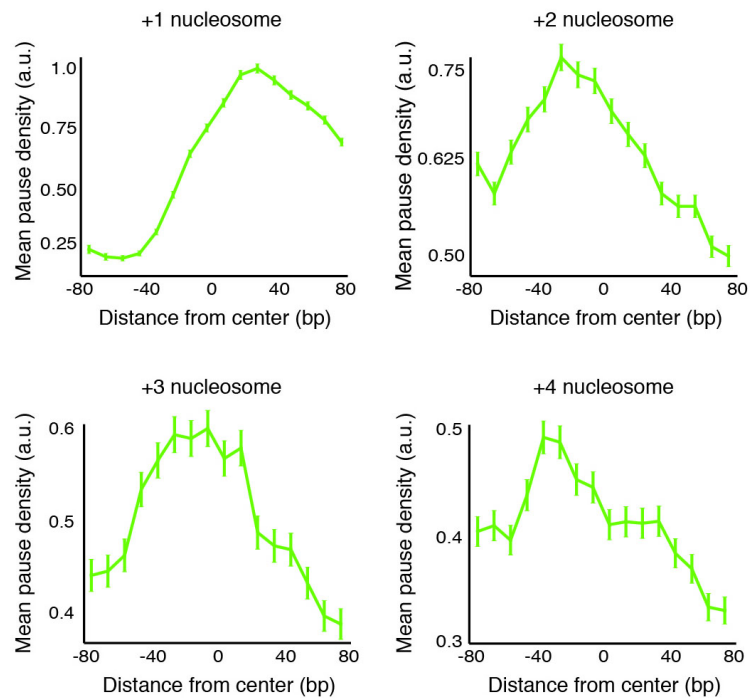 +1 nucleosome
Mean pause density (a.u.)
1.0
0.75
0.50
0.25
-80 -40 0 40 80
Distance from center (bp)
+2 nucleosome
Mean pause density (a.u.)
0.75
0.625
0.50
-80 -40 0 40 80
Distance from center (bp)
+3 nucleosome
Mean pause density (a.u.)
0.6
0.5
0.4
-80 -40 0 40 80
Distance from center (bp)
+4 nucleosome
Mean pause density (a.u.)
0.5
0.4
0.3
-80 -40 0 40 80
Distance from center (bp)